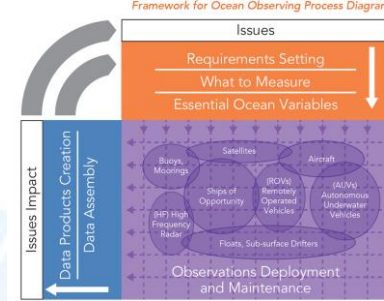 Framework for Ocean Observing Process Diagram
Issues
Requirements Setting
What to Measure
Essential Ocean Variables
Satellites
Aircraft
Buoys,
Moorings
Ships of
Opportunity
(ROVs)
Remotely
Operated
Vehicles
(AUVs)
Autonomous
Underwater
Vehicles
(HF) High
Frequency
Radar
Floats, Sub-surface Drifters
Observations Deployment
and Maintenance
Data Assembly
Data Products Creation
Issues Impact